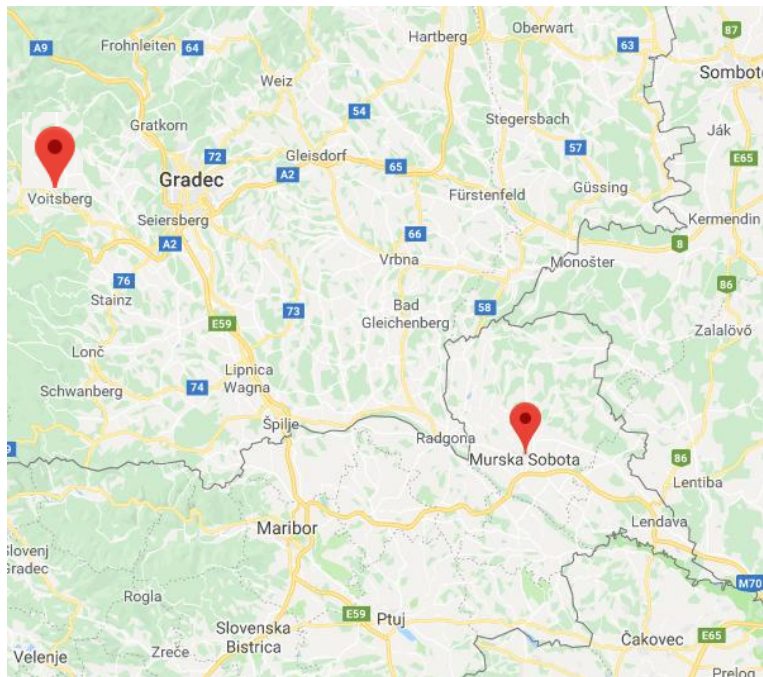 Hartberg
Oberwart
63
87
A9
Frohnleiten
64
Sombote
Weiz
54
Stegersbach
Gratkorn
Ják
57
E65
72
Gleisdorf
65
Gradec
A2
Güssing
Voitsberg
Fürstenfeld
Seiersberg
Kermendin
66
A2
8
Vrbna
Monošter
76
86
Stainz
Bad
Gleichenberg
58
73
E59
Zalalövő
Lonč
Lipnica
Wagna
Schwanberg
74
Špilje
Radgona
Murska Sobota
86
9
Lentiba
Maribor
Lendava
Slovenj
Gradec
M70
Rogla
E59
Ptuj
Slovenska
Bistrica
Čakovec
E65
Zreče
Velenje
Prelog